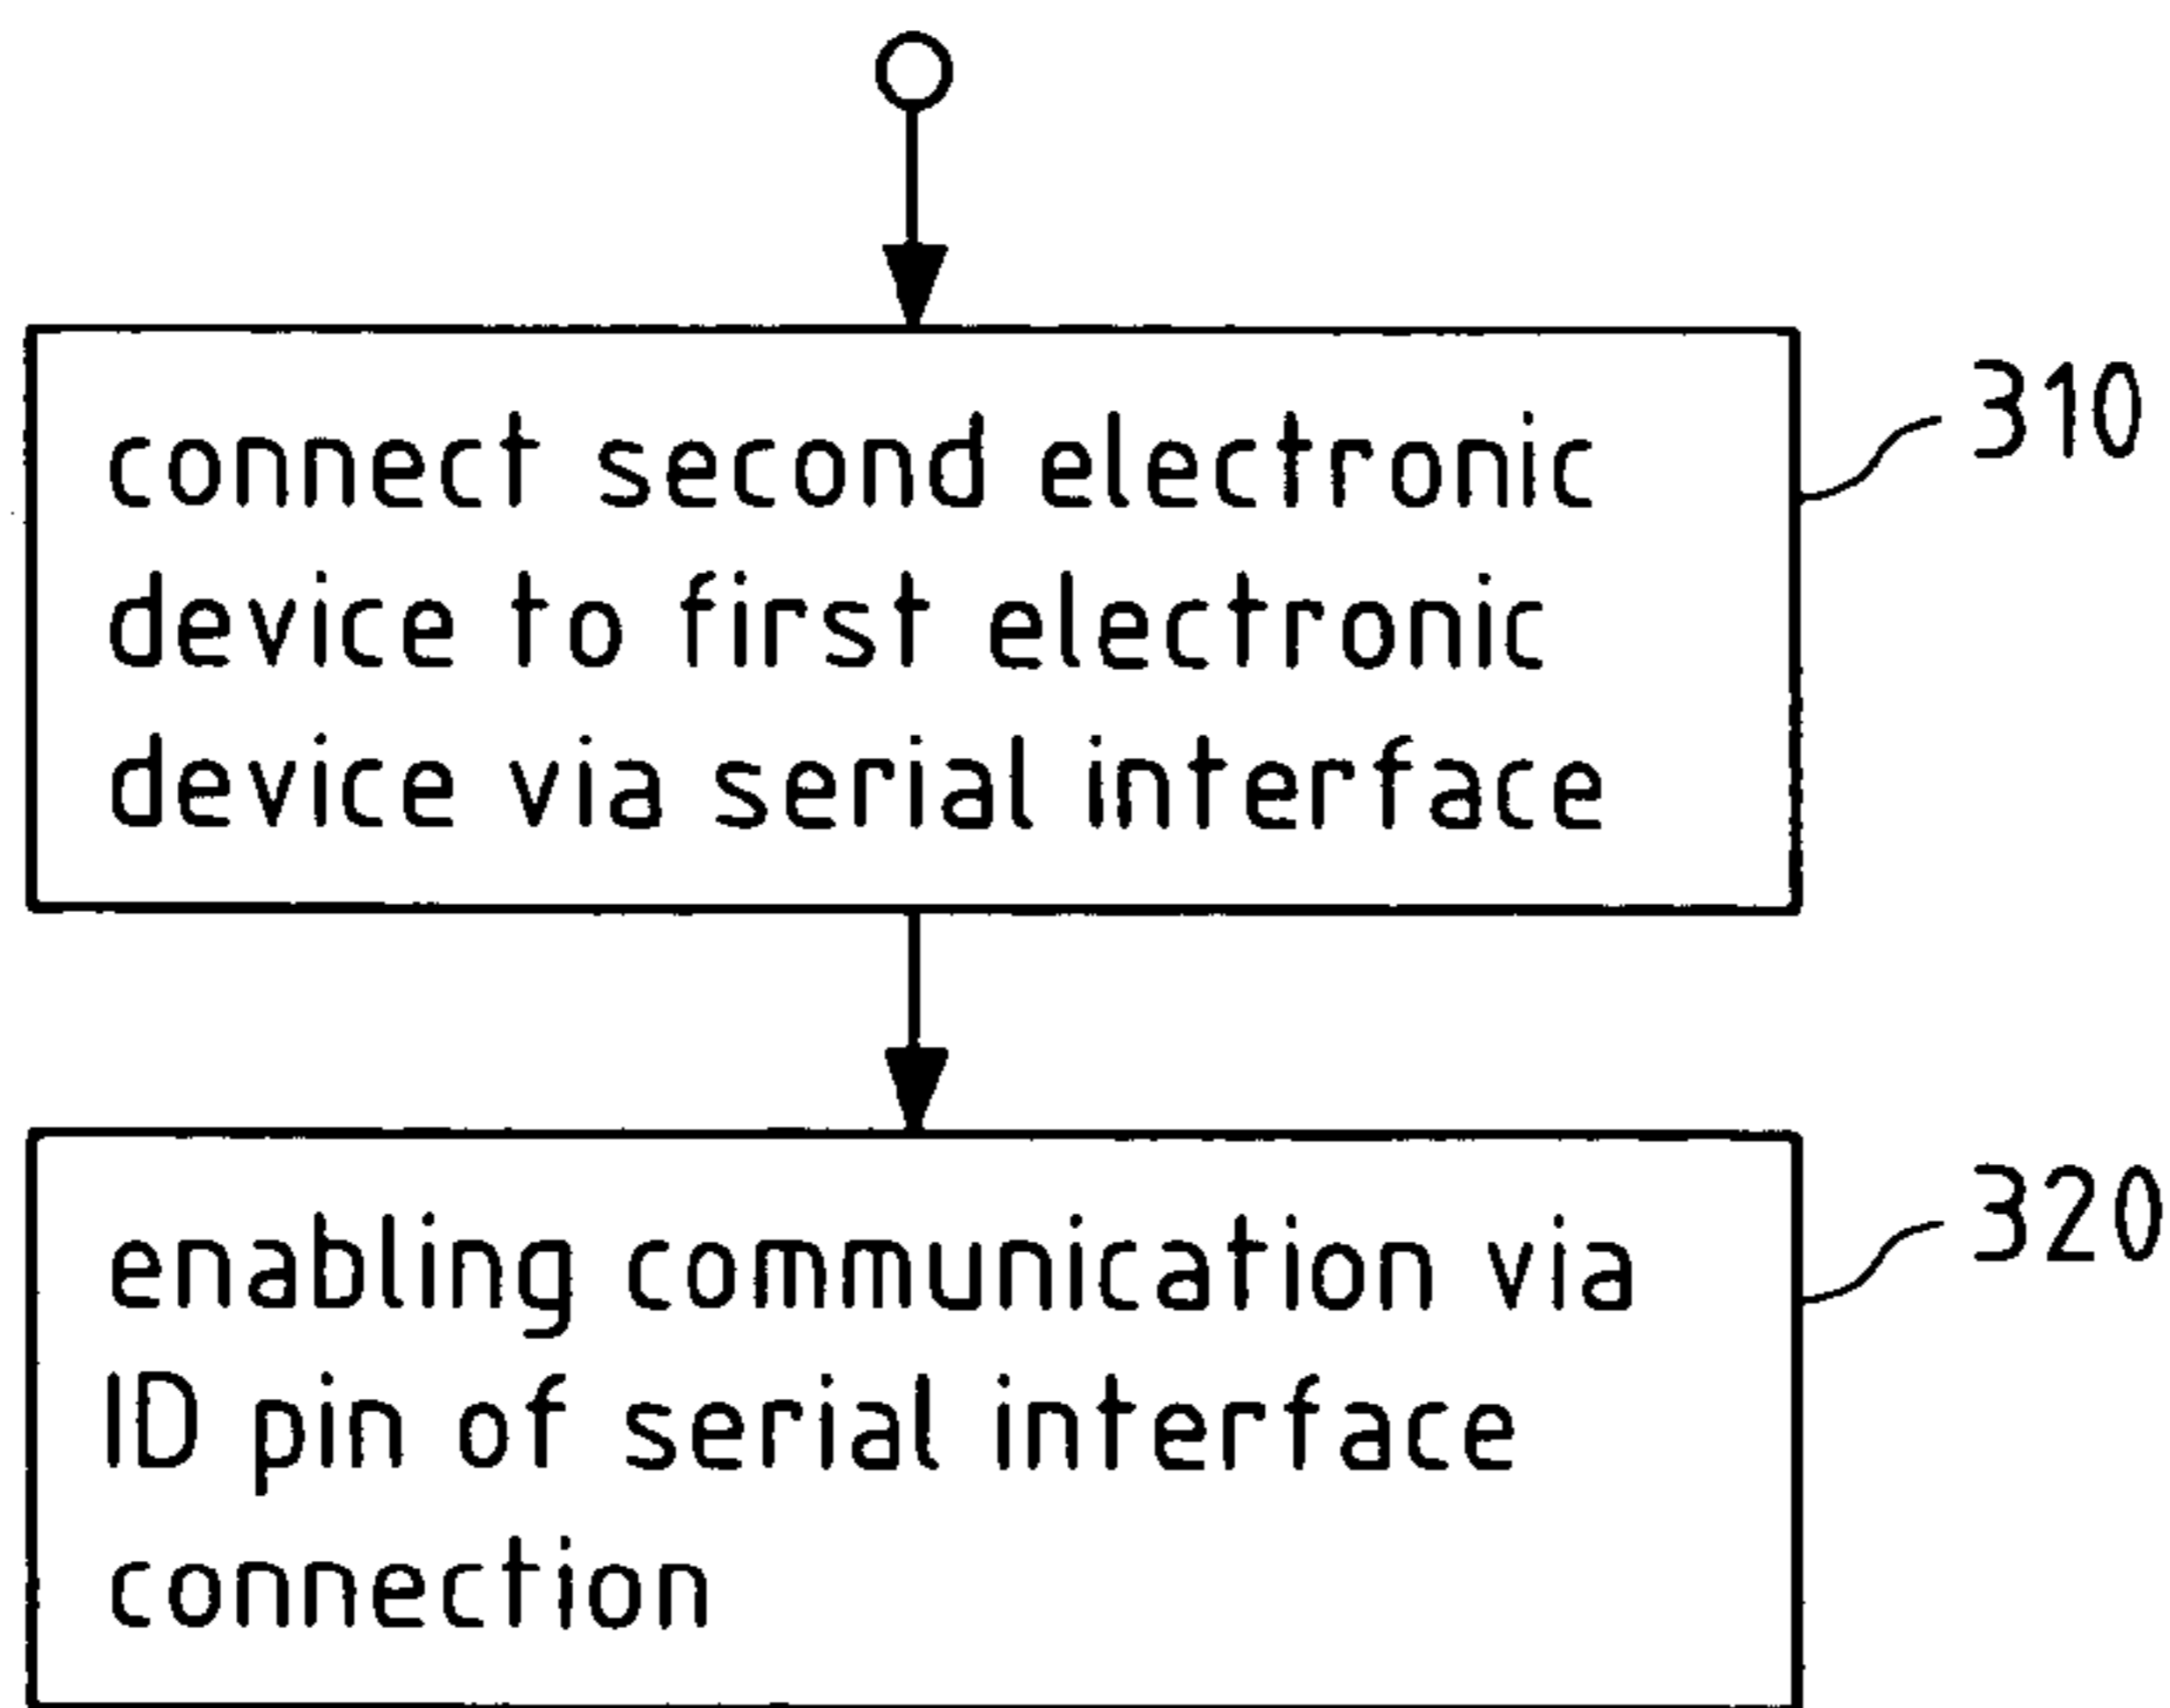 connect second electronic
device to first electronic
device via serial interface
310
enabling communication via
ID pin of serial interface
connection
320